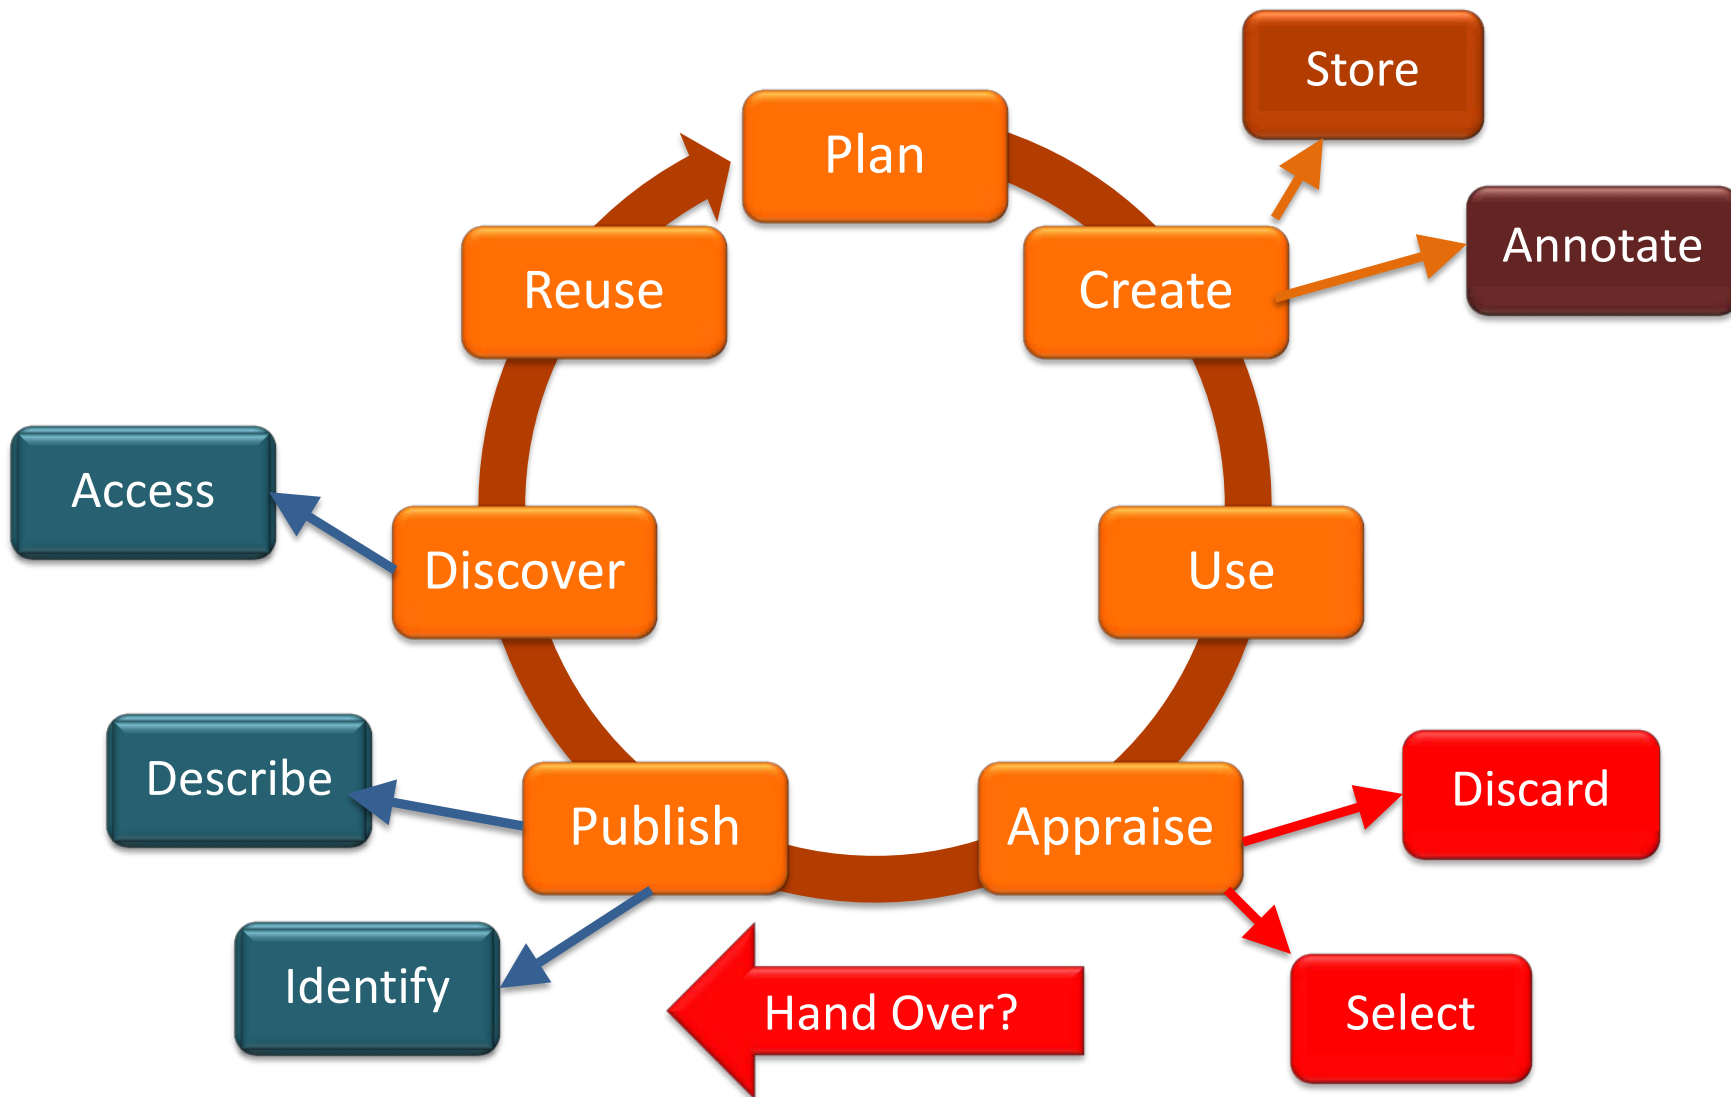 Store
Plan
Annotate
Reuse
Create
Access
Discover
Use
Describe
Publish
Appraise
Discard
Identify
Hand Over?
Select